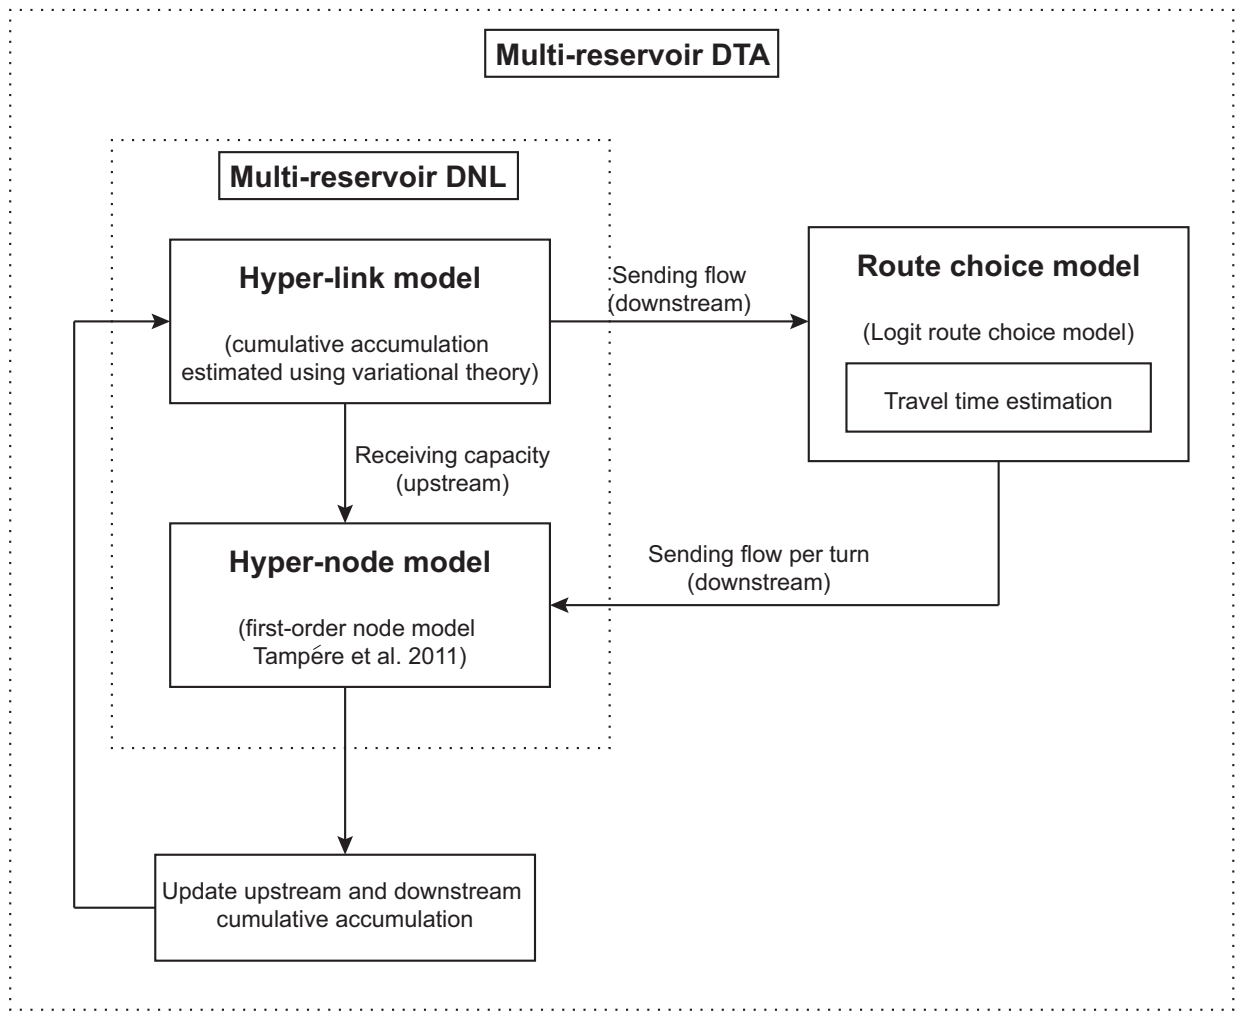 Multi-reservoir DTA
Multi-reservoir DNL
Hyper-link model
(cumulative accumulation
estimated using variational theory)
Sending flow
(downstream)
Route choice model
(Logit route choice model)
Travel time estimation
Receiving capacity
(upstream)
Hyper-node model
(first-order node model
Tampére et al. 2011)
Sending flow per turn
(downstream)
Update upstream and downstream
cumulative accumulation